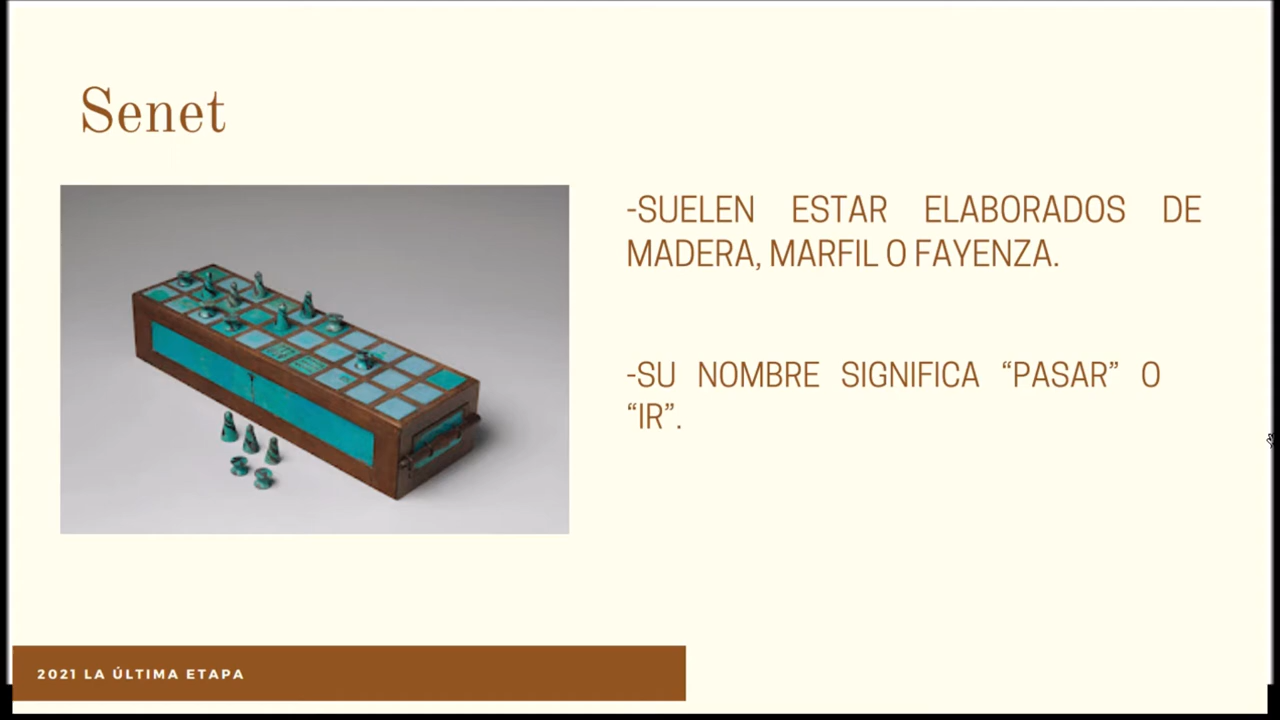 Senet
-SUELEN ESTAR ELABORADOS DE
MADERA, MARFIL O FAYENZA.
-SU NOMBRE SIGNIFICA “PASAR” O
“IR”.
2021 LA ÚLTIMA ETAPA